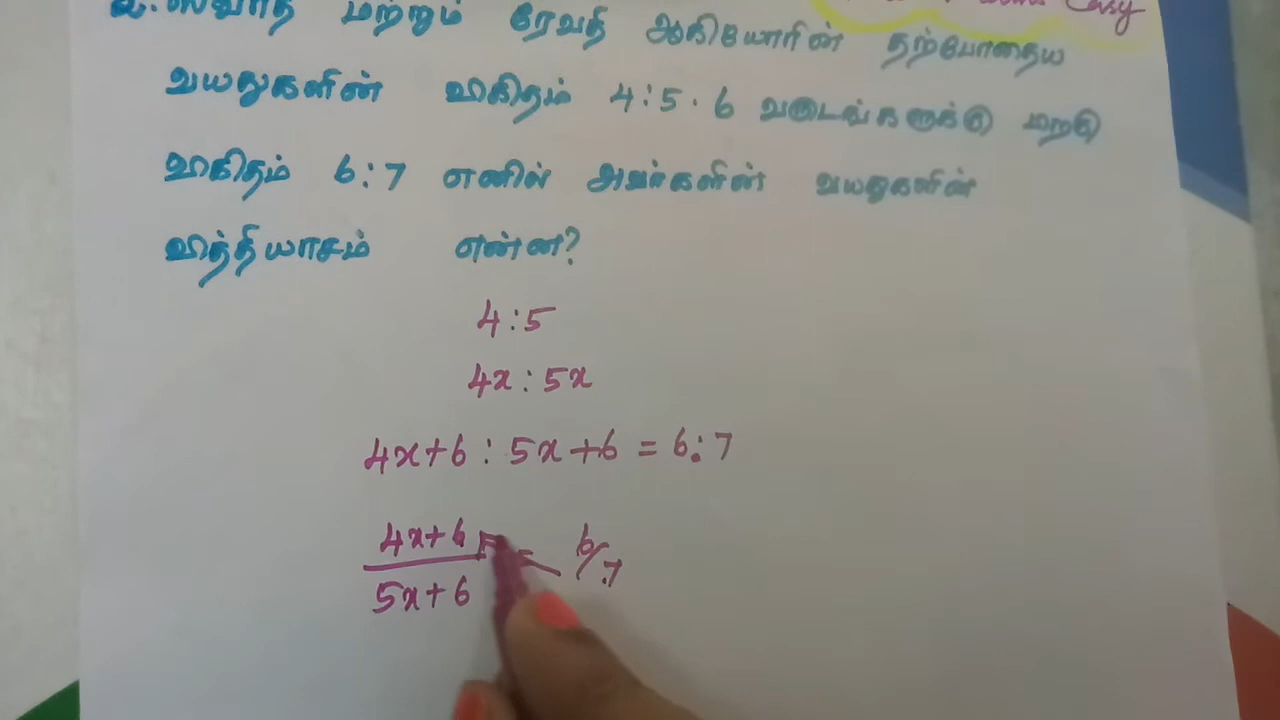 மற்றும் ரேவதி ஆகியோரின் தற்போதைய
வயதுகளின் விகிதம் 4:5. 6 வருடங்களுக்கு பிறகு
விகிதம் 6:7 எனில் அவர்களின் வயதுகளின்
வித்தியாசம் என்ன?
4:5
4x:5x
4x+6:5x+6=6:7
4x+6 = 6/7
5x+6